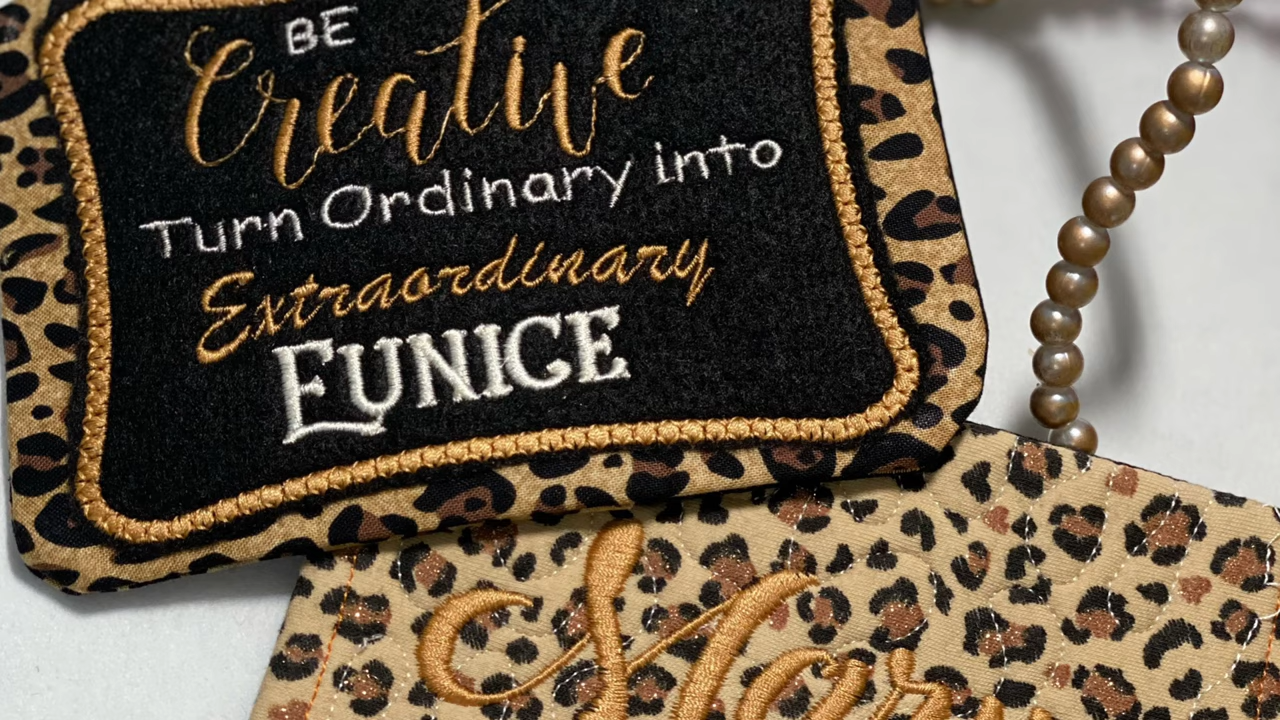 BE
Creative
Turn Ordinary into
Extraordinary
EUNICE